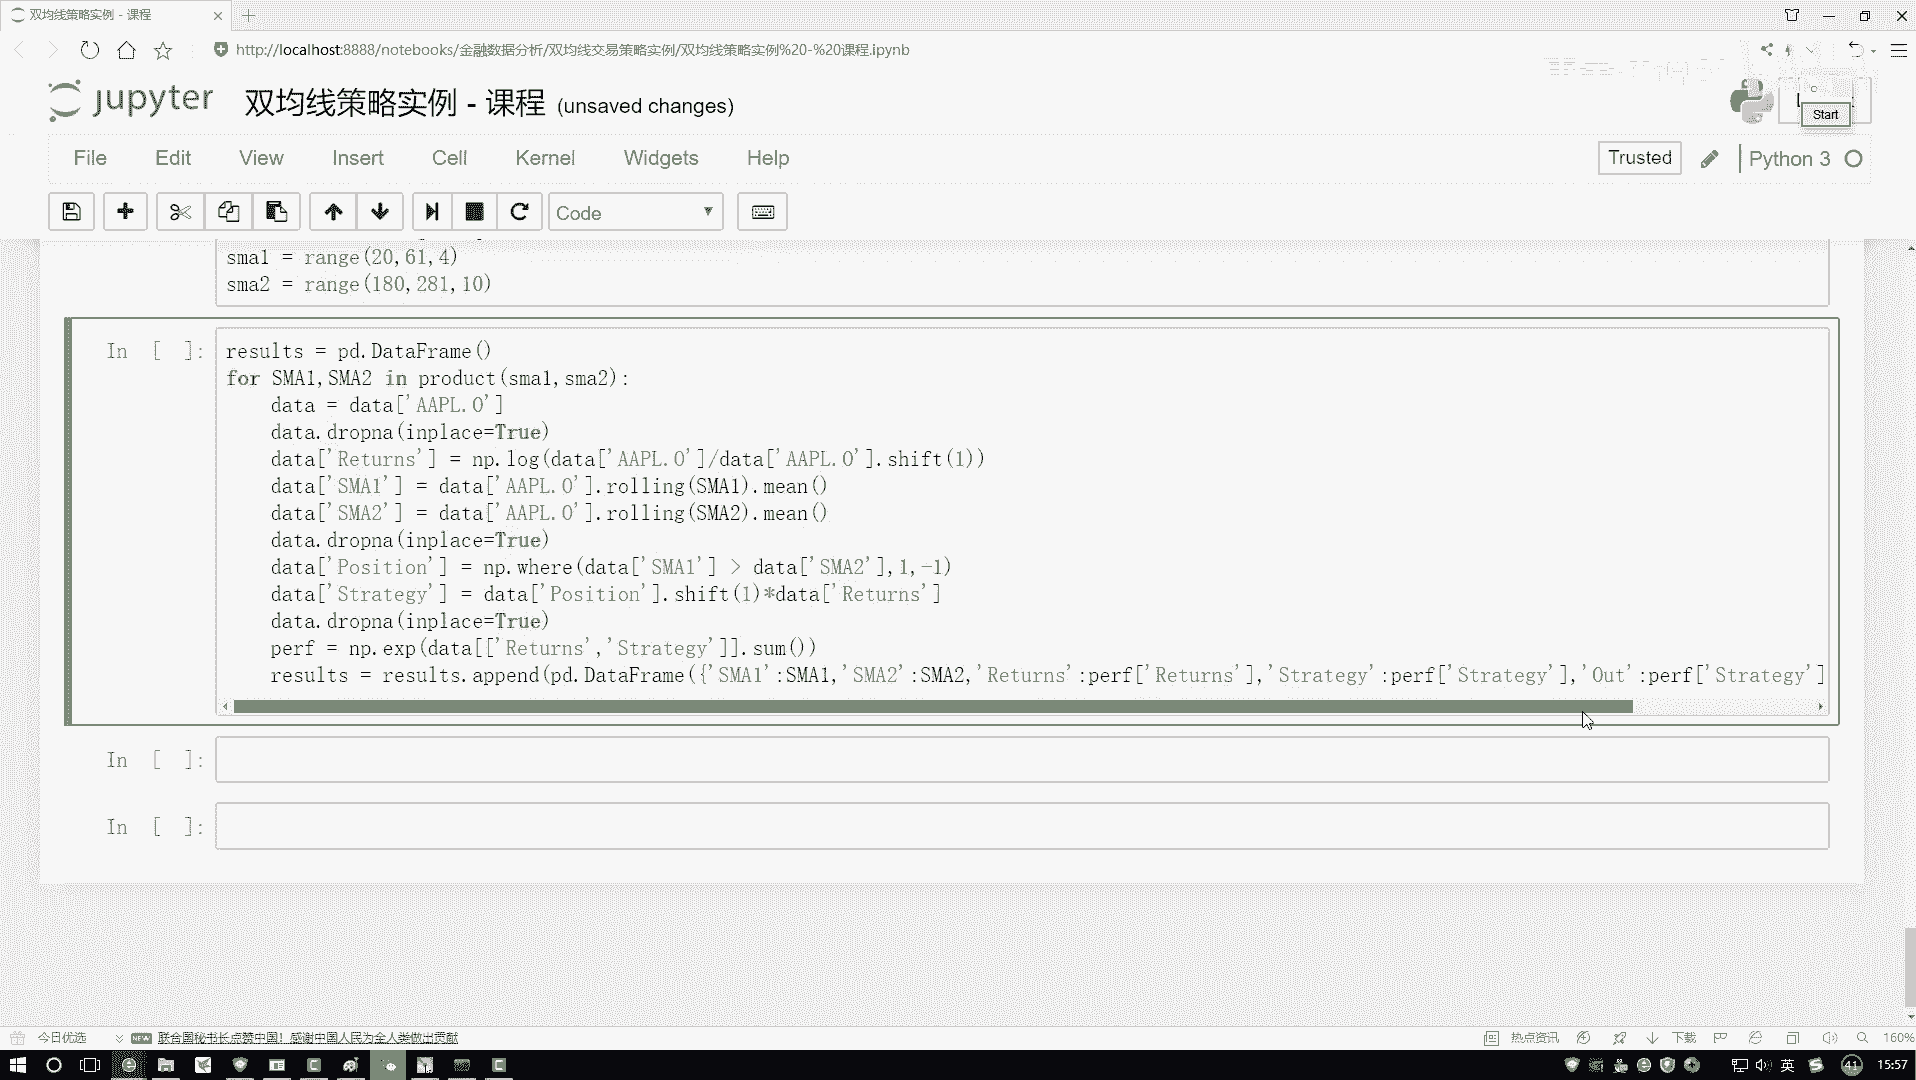 双均线策略实例 - 课程
http://localhost:8888/notebooks/金融数据分析/双均线交易策略实例/双均线策略实例%20-%20课程.ipynb
jupyter 双均线策略实例 - 课程 (unsaved changes)
Start
File Edit View Insert Cell Kernel Widgets Help
Trusted Python 3
Code
sma1 = range(20,61,4)
sma2 = range(180,281,10)
In [ ]: results = pd.DataFrame()
for SMA1,SMA2 in product(sma1,sma2):
data = data['AAPL.O']
data.dropna(inplace=True)
data['Returns'] = np.log(data['AAPL.O']/data['AAPL.O'].shift(1))
data['SMA1'] = data['AAPL.O'].rolling(SMA1).mean()
data['SMA2'] = data['AAPL.O'].rolling(SMA2).mean()
data.dropna(inplace=True)
data['Position'] = np.where(data['SMA1'] > data['SMA2'],1,-1)
data['Strategy'] = data['Position'].shift(1)*data['Returns']
data.dropna(inplace=True)
perf = np.exp(data[['Returns','Strategy']].sum())
results = results.append(pd.DataFrame({'SMA1':SMA1,'SMA2':SMA2,'Returns':perf['Returns'],'Strategy':perf['Strategy'],'Out':perf['Strategy']
In [ ]:
In [ ]:
今日优选 NEW 联合国秘书长点赞中国！感谢中国人民为全人类做出贡献 热点资讯 下载 160%
英 41 15:57